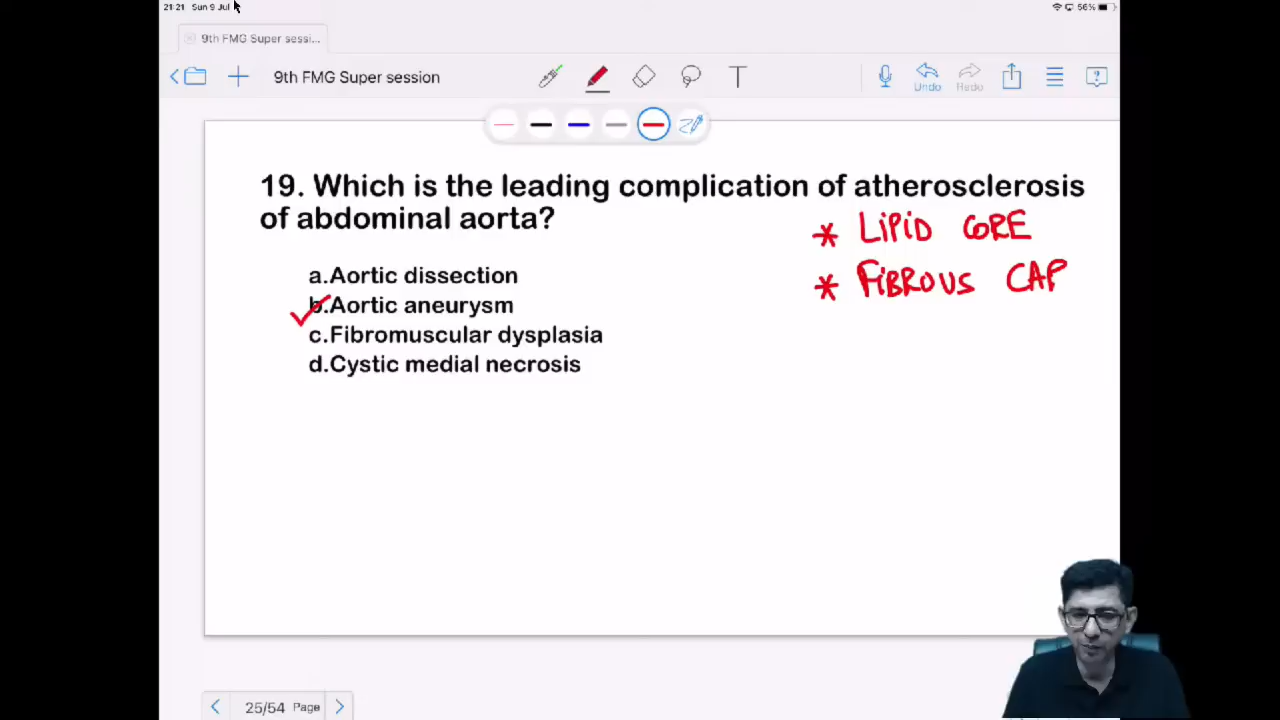 21:21 Sun 9 Jul 56%
9th FMG Super sessi...
9th FMG Super session
Undo Redo
19. Which is the leading complication of atherosclerosis
of abdominal aorta?
* LIPID CORE
* FIBROUS CAP
a.Aortic dissection
b.Aortic aneurysm
c.Fibromuscular dysplasia
d.Cystic medial necrosis
25/54 Page